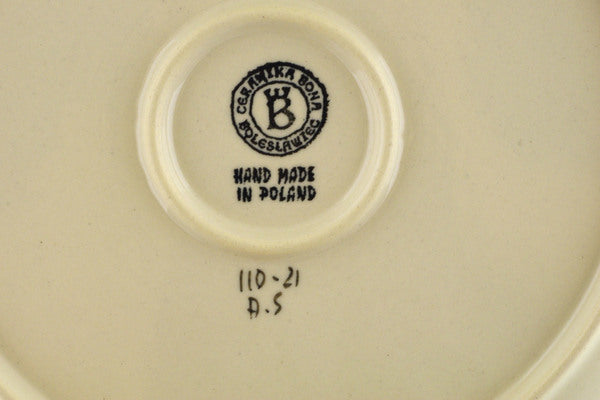 CERAMIKA BONA
B
BOLESŁAWIEC
HAND MADE
IN POLAND
110-21
A.S